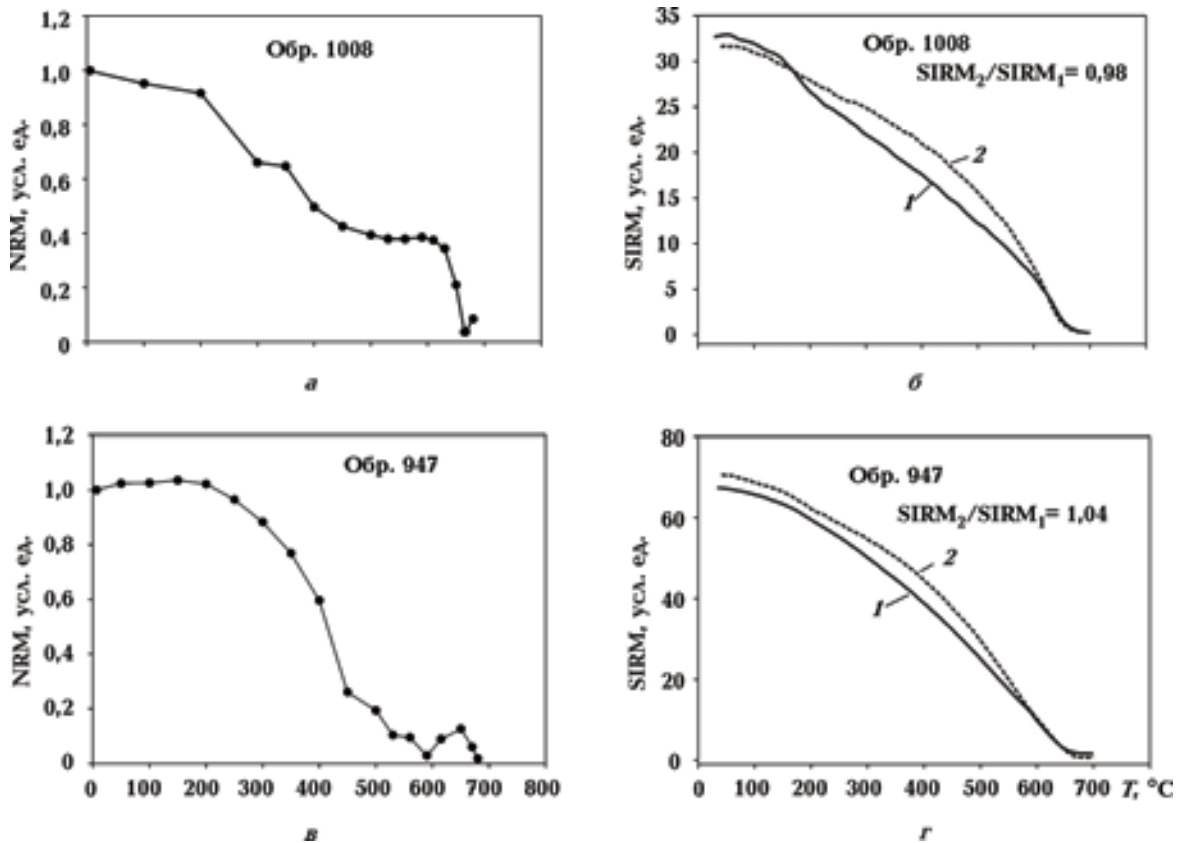 1,2
1,0
0,8
0,6
0,4
0,2
0
NRM, усл. ед.
Обр. 1008
а
35
30
25
20
15
10
5
0
SIRM, усл. ед.
Обр. 1008
SIRM2/SIRM1= 0,98
2
1
б
1,2
1,0
0,8
0,6
0,4
0,2
0
NRM, усл. ед.
Обр. 947
0 100 200 300 400 500 600 700 800
в
80
60
40
20
0
SIRM, усл. ед.
Обр. 947
SIRM2/SIRM1= 1,04
2
1
0 100 200 300 400 500 600 700 T, °C
г